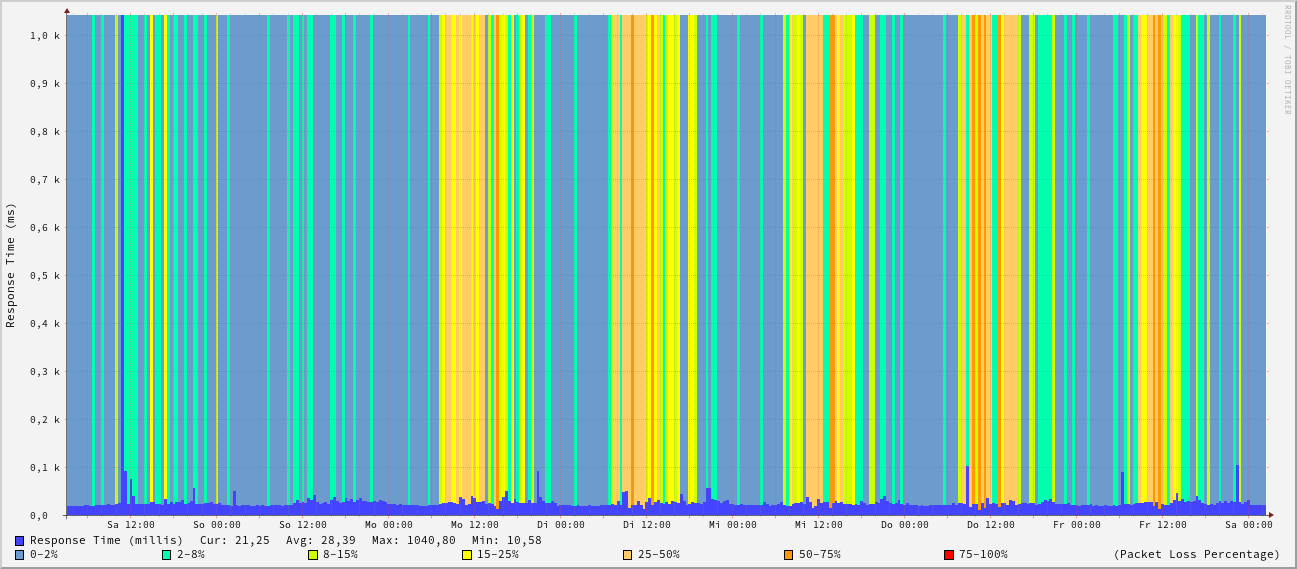 RRDTOOL / TOBI OETIKER
Response Time (ms)
1,0 k
0,9 k
0,8 k
0,7 k
0,6 k
0,5 k
0,4 k
0,3 k
0,2 k
0,1 k
0,0
Sa 12:00 So 00:00 So 12:00 Mo 00:00 Mo 12:00 Di 00:00 Di 12:00 Mi 00:00 Mi 12:00 Do 00:00 Do 12:00 Fr 00:00 Fr 12:00 Sa 00:00
Response Time (millis) Cur: 21,25 Avg: 28,39 Max: 1040,80 Min: 10,58
0-2% 2-8% 8-15% 15-25% 25-50% 50-75% 75-100% (Packet Loss Percentage)